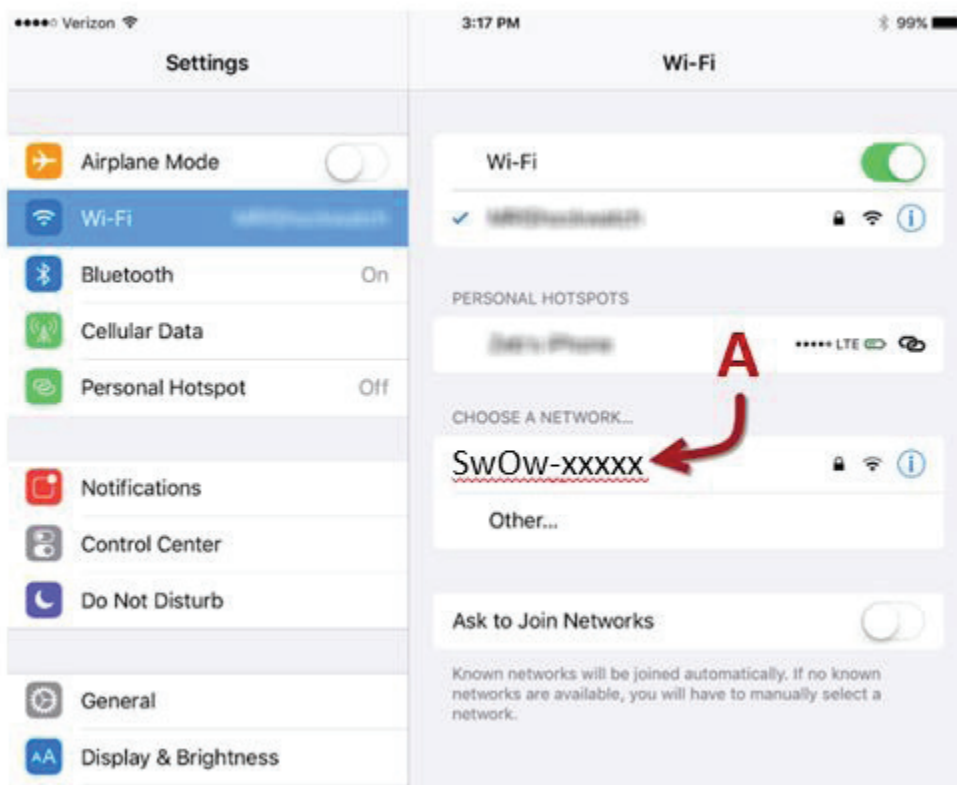 Verizon
3:17 PM
99%
Settings
Airplane Mode
Wi-Fi
Bluetooth On
Cellular Data
Personal Hotspot Off
Notifications
Control Center
Do Not Disturb
General
AA Display & Brightness
Wi-Fi
Wi-Fi
PERSONAL HOTSPOTS
LTE
A
CHOOSE A NETWORK...
SwOw-xxxxx
Other...
Ask to Join Networks
Known networks will be joined automatically. If no known
networks are available, you will have to manually select a
network.